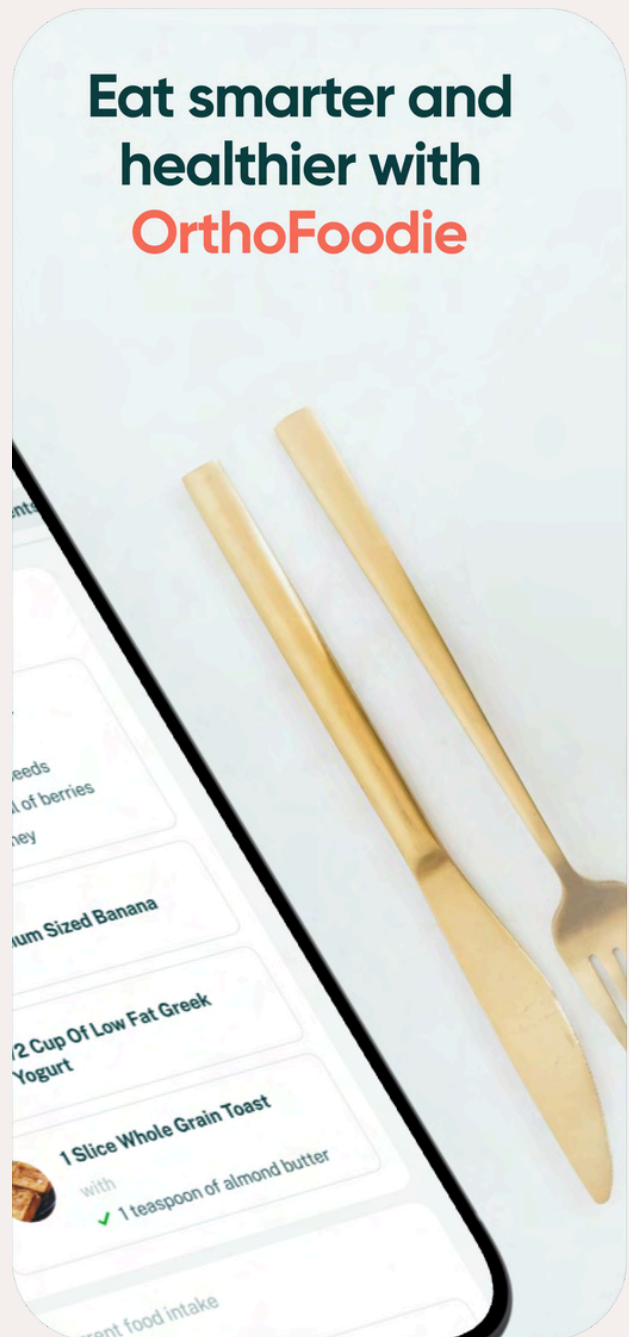 Eat smarter and
healthier with
OrthoFoodie
of berries
Sized Banana
Cup Of Low Fat Greek
Yogurt
1 Slice Whole Grain Toast
with
1 teaspoon of almond butter
food intake